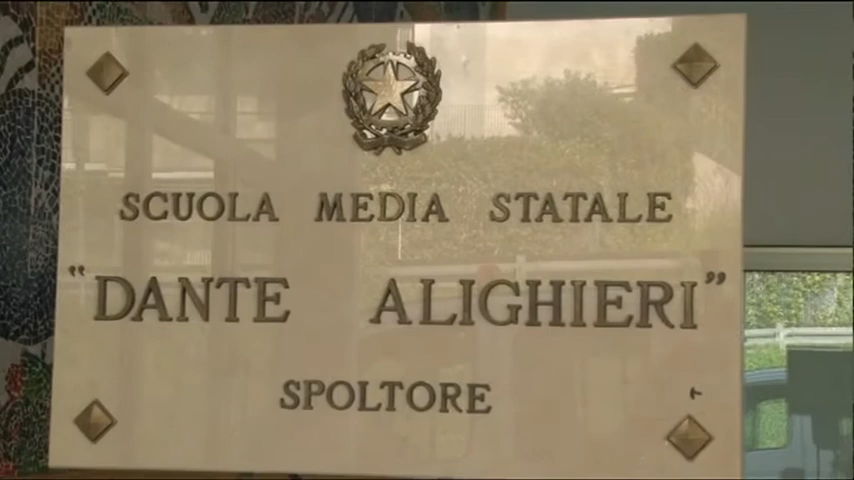 SCUOLA MEDIA STATALE
"DANTE ALIGHIERI"
SPOLTORE